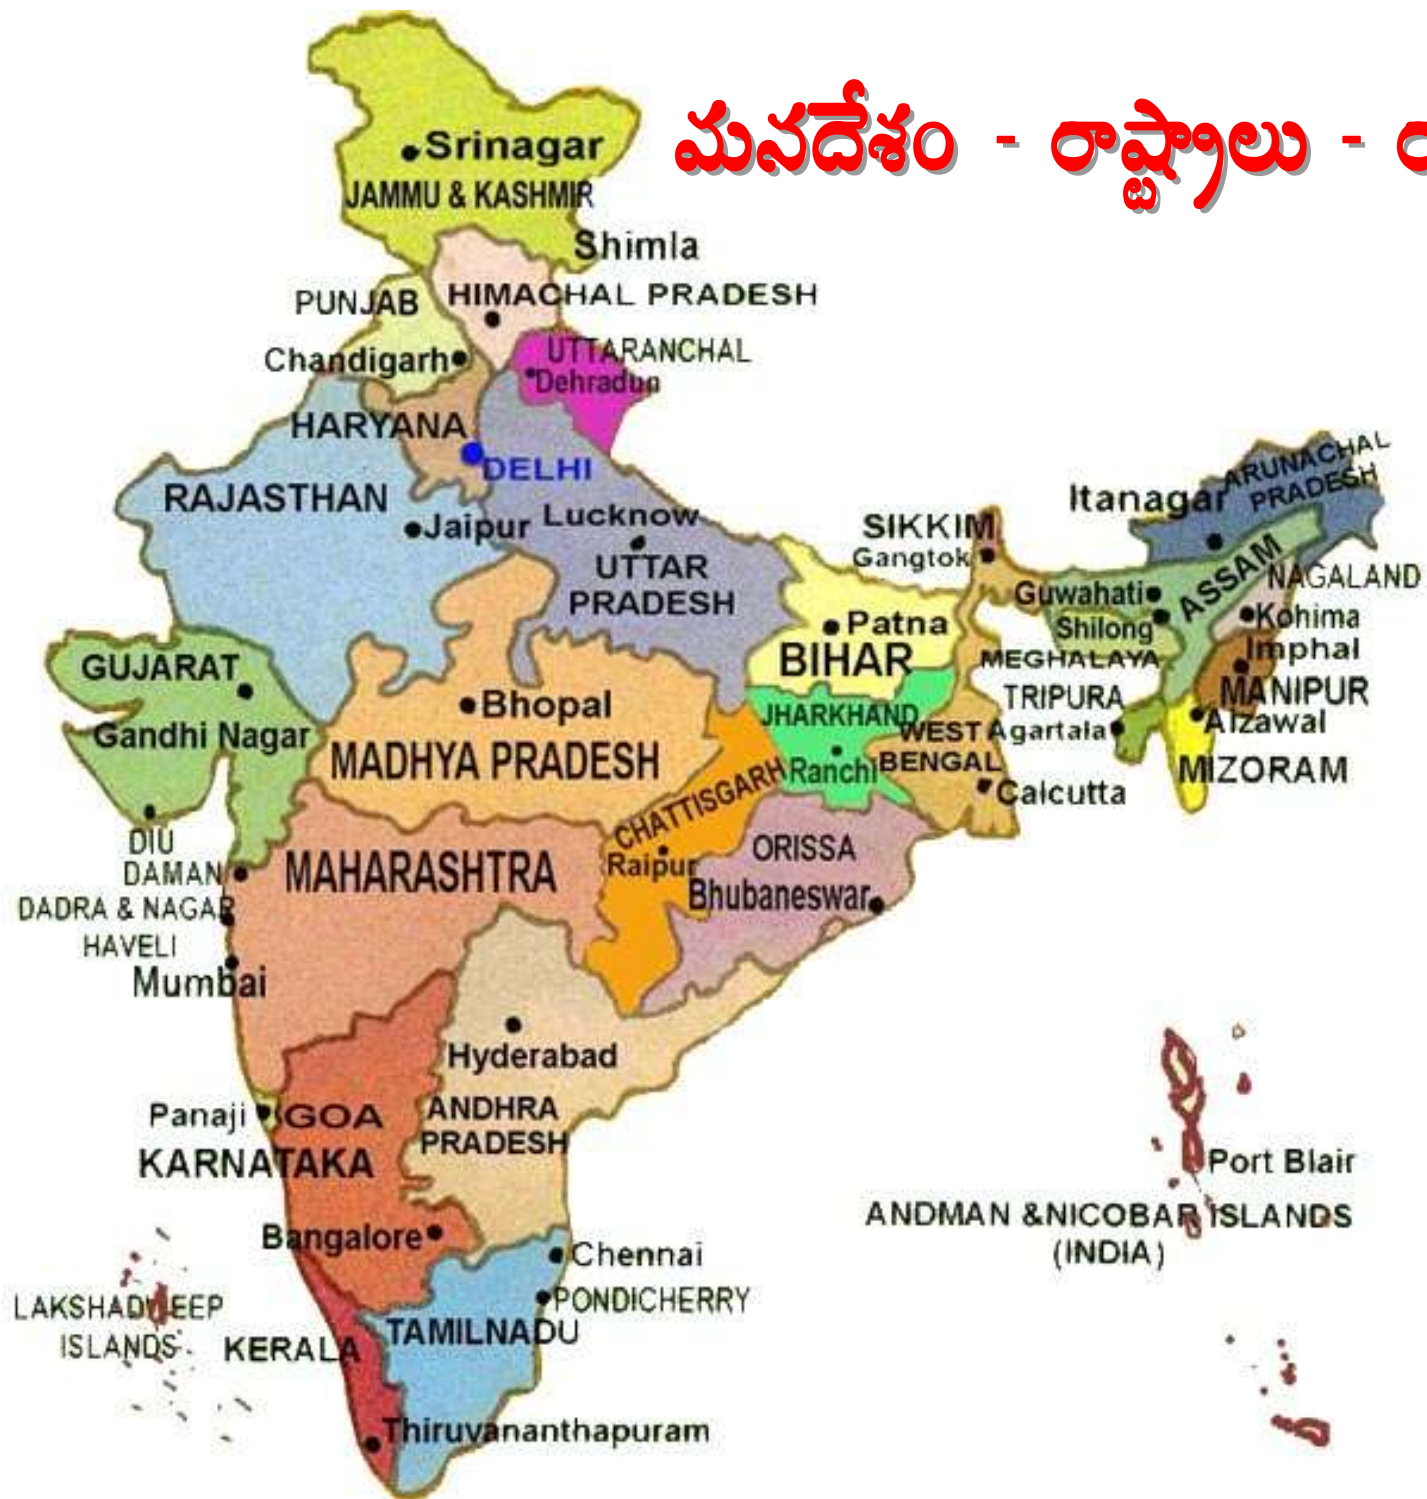 మనదేశం - రాష్ట్రాలు -
Srinagar
JAMMU & KASHMIR
Shimla
HIMACHAL PRADESH
PUNJAB
Chandigarh
UTTARANCHAL
Dehradun
HARYANA
DELHI
RAJASTHAN
Jaipur
Lucknow
UTTAR
PRADESH
ARUNACHAL
PRADESH
Itanagar
SIKKIM
Gangtok
ASSAM
Guwahati
NAGALAND
Kohima
Shilong
MEGHALAYA
Imphal
MANIPUR
TRIPURA
Agartala
Alzawal
MIZORAM
Patna
BIHAR
GUJARAT
Gandhi Nagar
Bhopal
MADHYA PRADESH
JHARKHAND
Ranchi
WEST
BENGAL
Calcutta
CHATTISGARH
Raipur
ORISSA
Bhubaneswar
DIU
DAMAN
DADRA & NAGAR
HAVELI
MAHARASHTRA
Mumbai
Hyderabad
ANDHRA
PRADESH
Panaji
GOA
KARNATAKA
Bangalore
Port Blair
ANDMAN &NICOBAR ISLANDS
(INDIA)
Chennai
PONDICHERRY
LAKSHADWEEP
ISLANDS
KERALA
TAMILNADU
Thiruvananthapuram